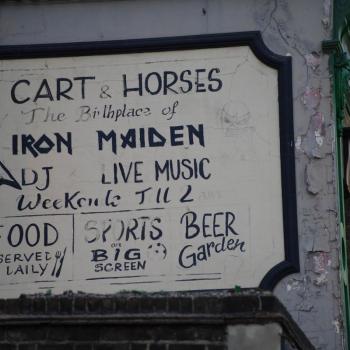 CART & HORSES
The Birthplace of
IRON MAIDEN
DJ LIVE MUSIC
Weekends Till 2
FOOD
SERVED
DAILY
SPORTS
on
BIG
SCREEN
BEER
Garden